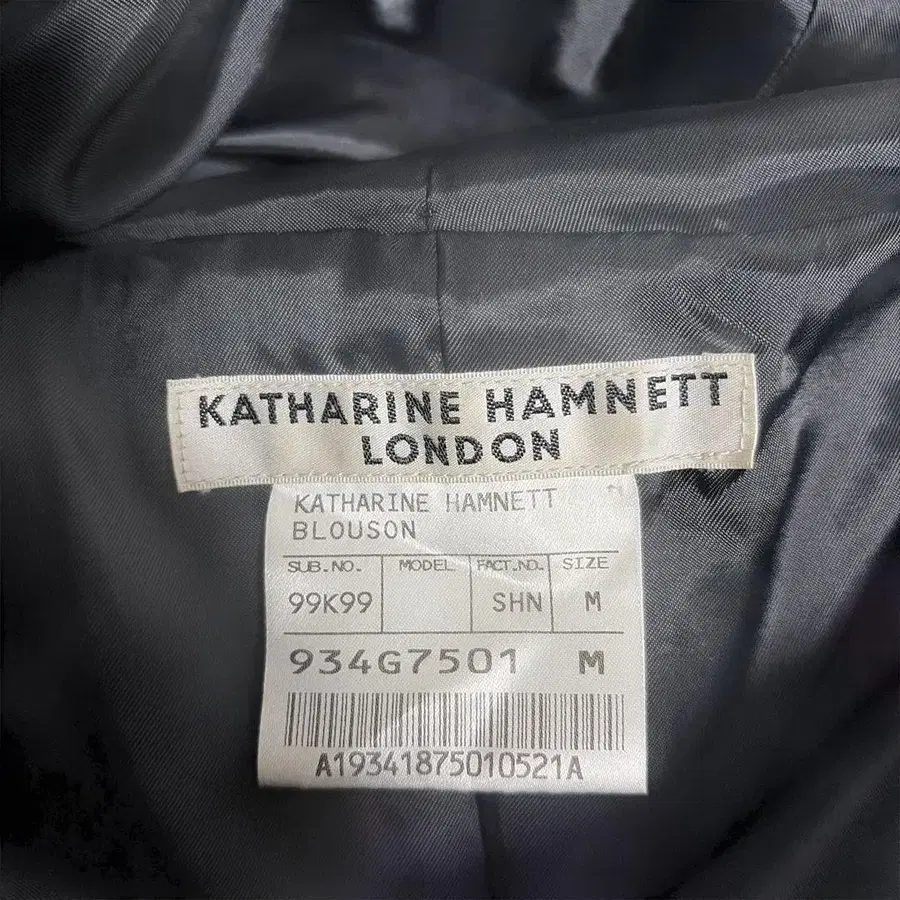 KATHARINE HAMNETT
LONDON
KATHARINE HAMNETT
BLOUSON
SUB.NO. MODEL FACT.NO. SIZE
99K99 SHN M
934G7501 M
A19341875010521A